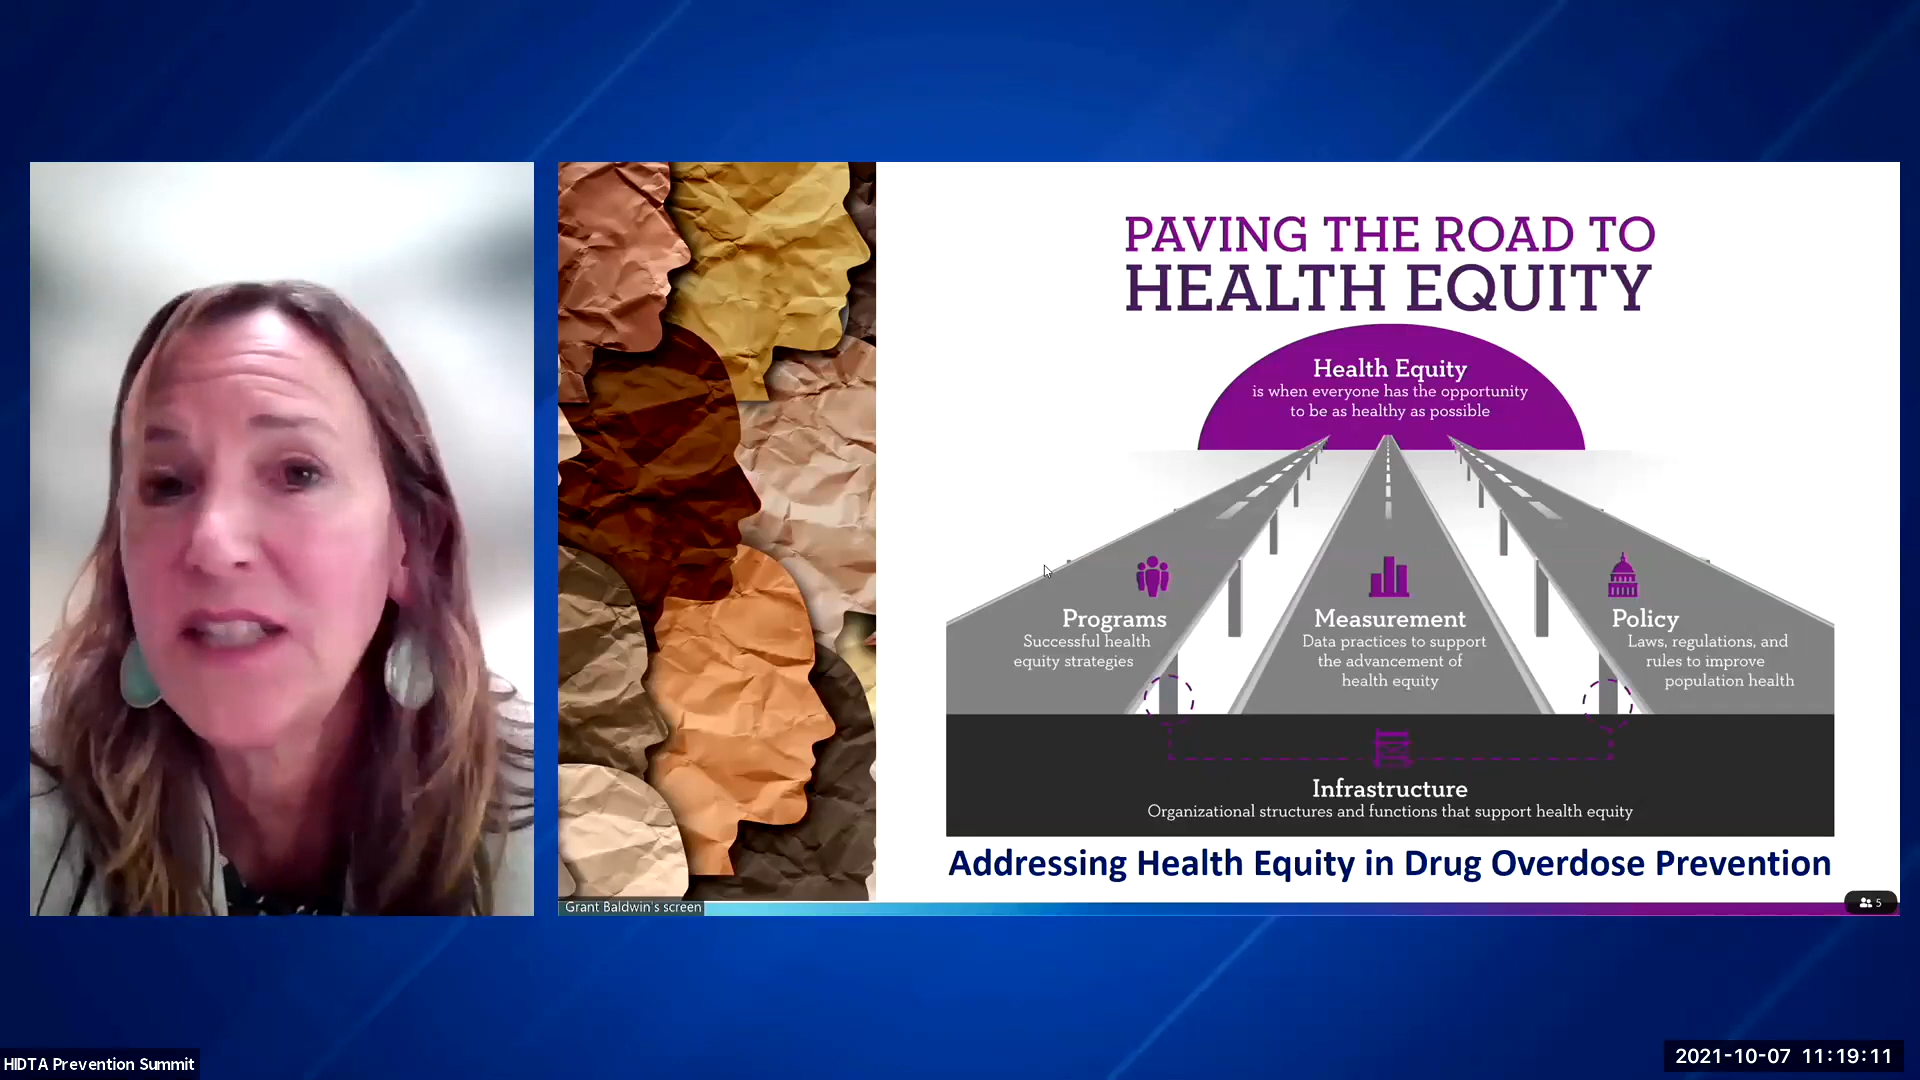 PAVING THE ROAD TO
HEALTH EQUITY
Health Equity
is when everyone has the opportunity
to be as healthy as possible
Programs
Successful health
equity strategies
Measurement
Data practices to support
the advancement of
health equity
Policy
Laws, regulations, and
rules to improve
population health
Infrastructure
Organizational structures and functions that support health equity
Addressing Health Equity in Drug Overdose Prevention
Grant Baldwin's screen
5
HIDTA Prevention Summit
2021-10-07 11:19:11